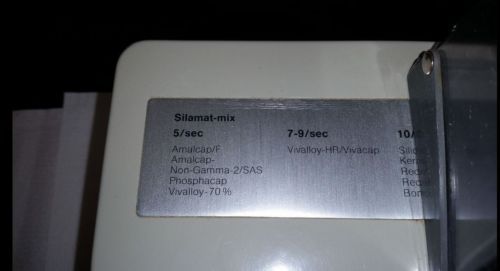 Silamat-mix
5/sec
Amalcap/F
Amalcap-
Non-Gamma-2/SAS
Phosphacap
Vivalloy-70%
7-9/sec
Vivalloy-HR/Vivacap